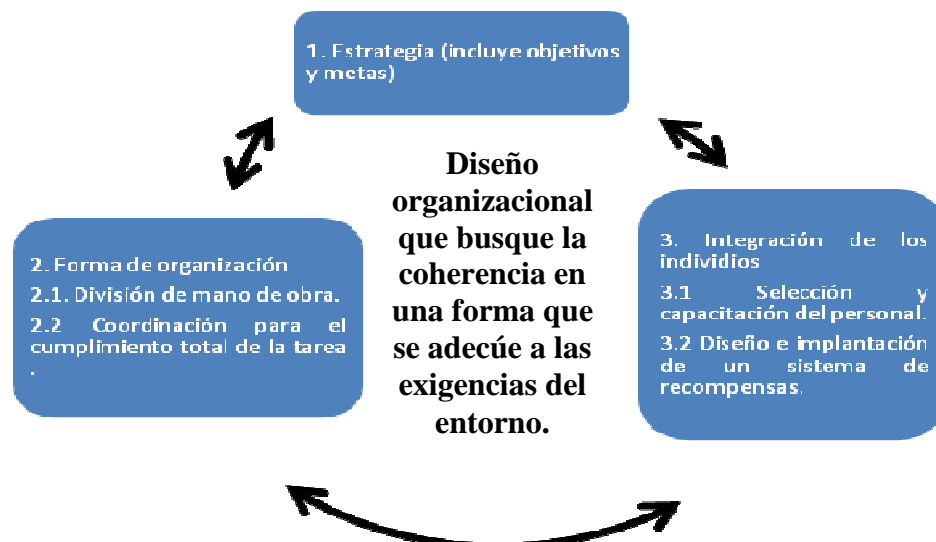 1. Estrategia (incluye objetivos
y metas)
Diseño
organizacional
que busque la
coherencia en
una forma que
se adecúe a las
exigencias del
entorno.
2. Forma de organización
2.1. División de mano de obra.
2.2 Coordinación para el
cumplimiento total de la tarea
.
3. Integración de los
individios
3.1 Selección y
capacitación del personal.
3.2 Diseño e implantación
de un sistema de
recompensas.